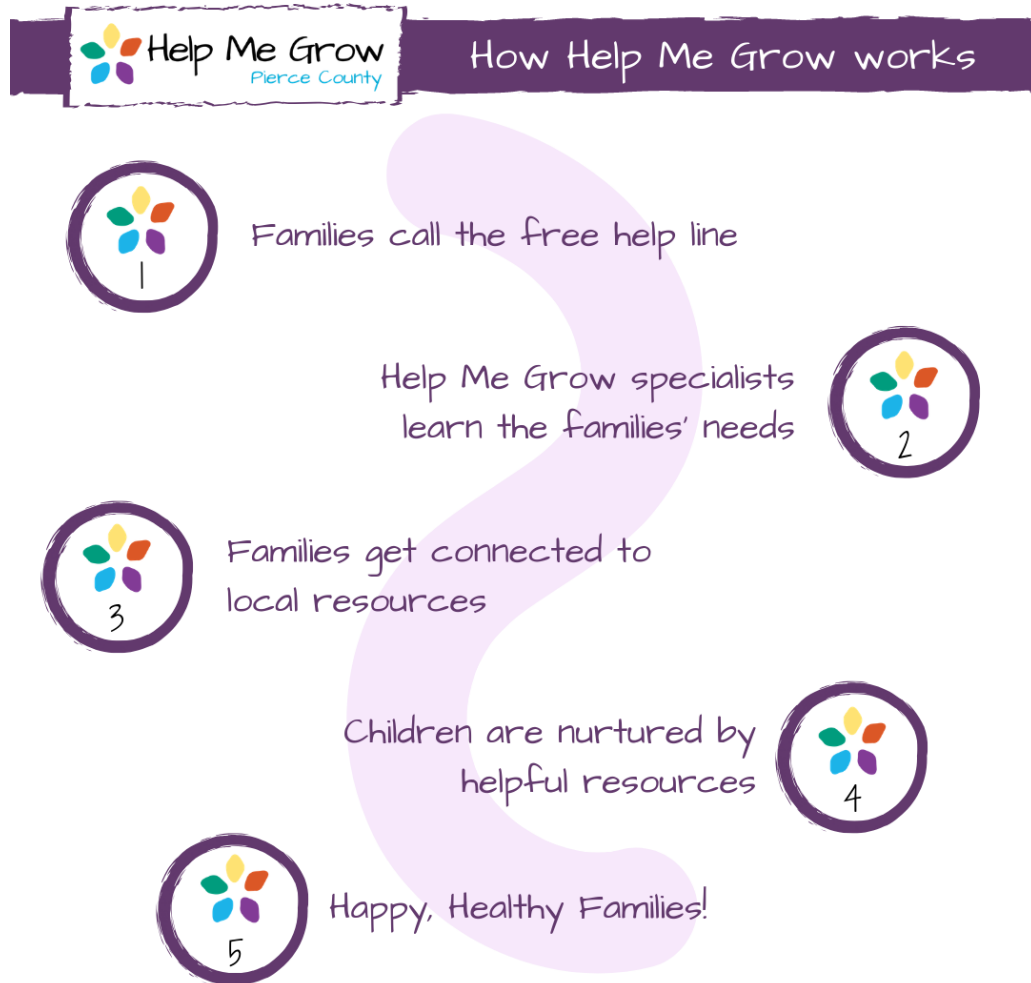 Help Me Grow
Pierce County
How Help Me Grow works
1
Families call the free help line
Help Me Grow specialists
learn the families' needs
2
3
Families get connected to
local resources
Children are nurtured by
helpful resources
4
5
Happy, Healthy Families!